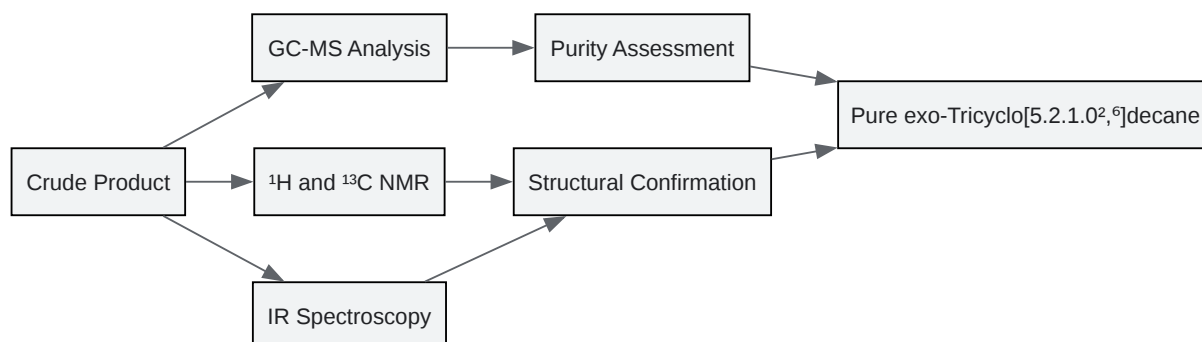 GC-MS Analysis
Purity Assessment
Pure exo-Tricyclo[5.2.1.0²,⁶]decane
Crude Product
¹H and ¹³C NMR
Structural Confirmation
IR Spectroscopy